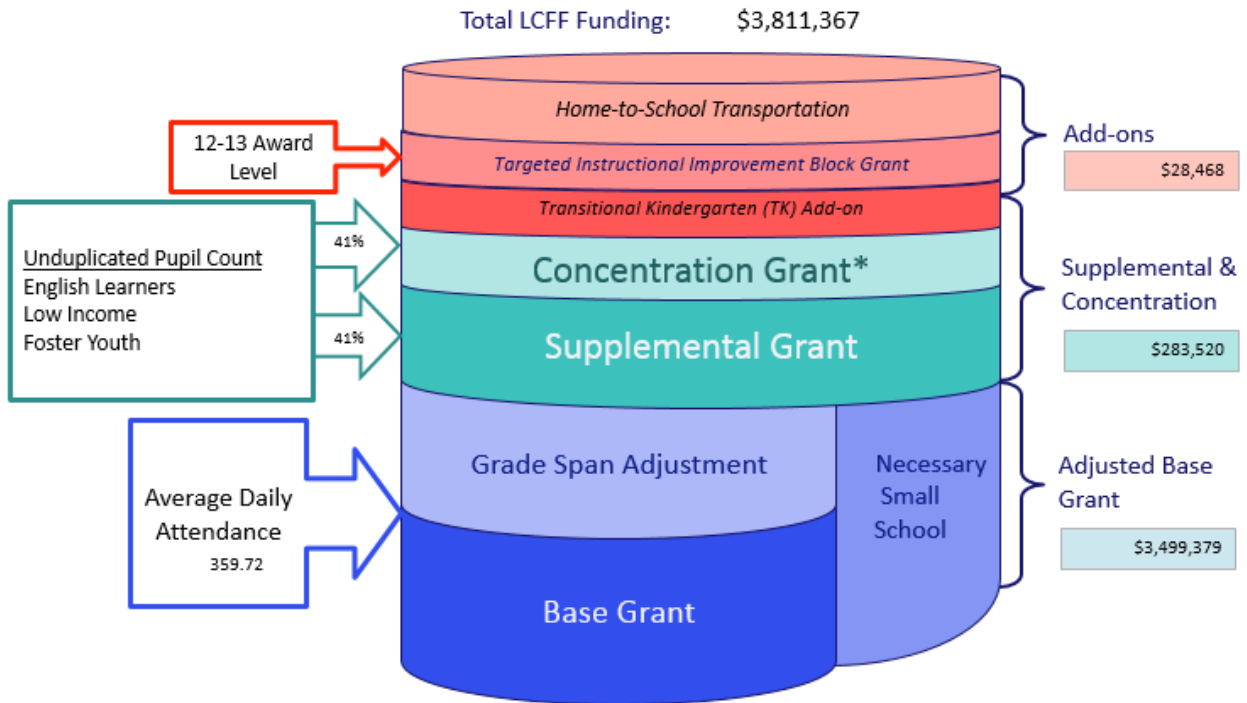 Total LCFF Funding: $3,811,367
Home-to-School Transportation
12-13 Award
Level
Targeted Instructional Improvement Block Grant
Add-ons
$28,468
Transitional Kindergarten (TK) Add-on
Unduplicated Pupil Count
English Learners
Low Income
Foster Youth
41%
41%
Concentration Grant*
Supplemental Grant
Supplemental &
Concentration
$283,520
Grade Span Adjustment
Necessary
Small
School
Adjusted Base
Grant
$3,499,379
Average Daily
Attendance
359.72
Base Grant